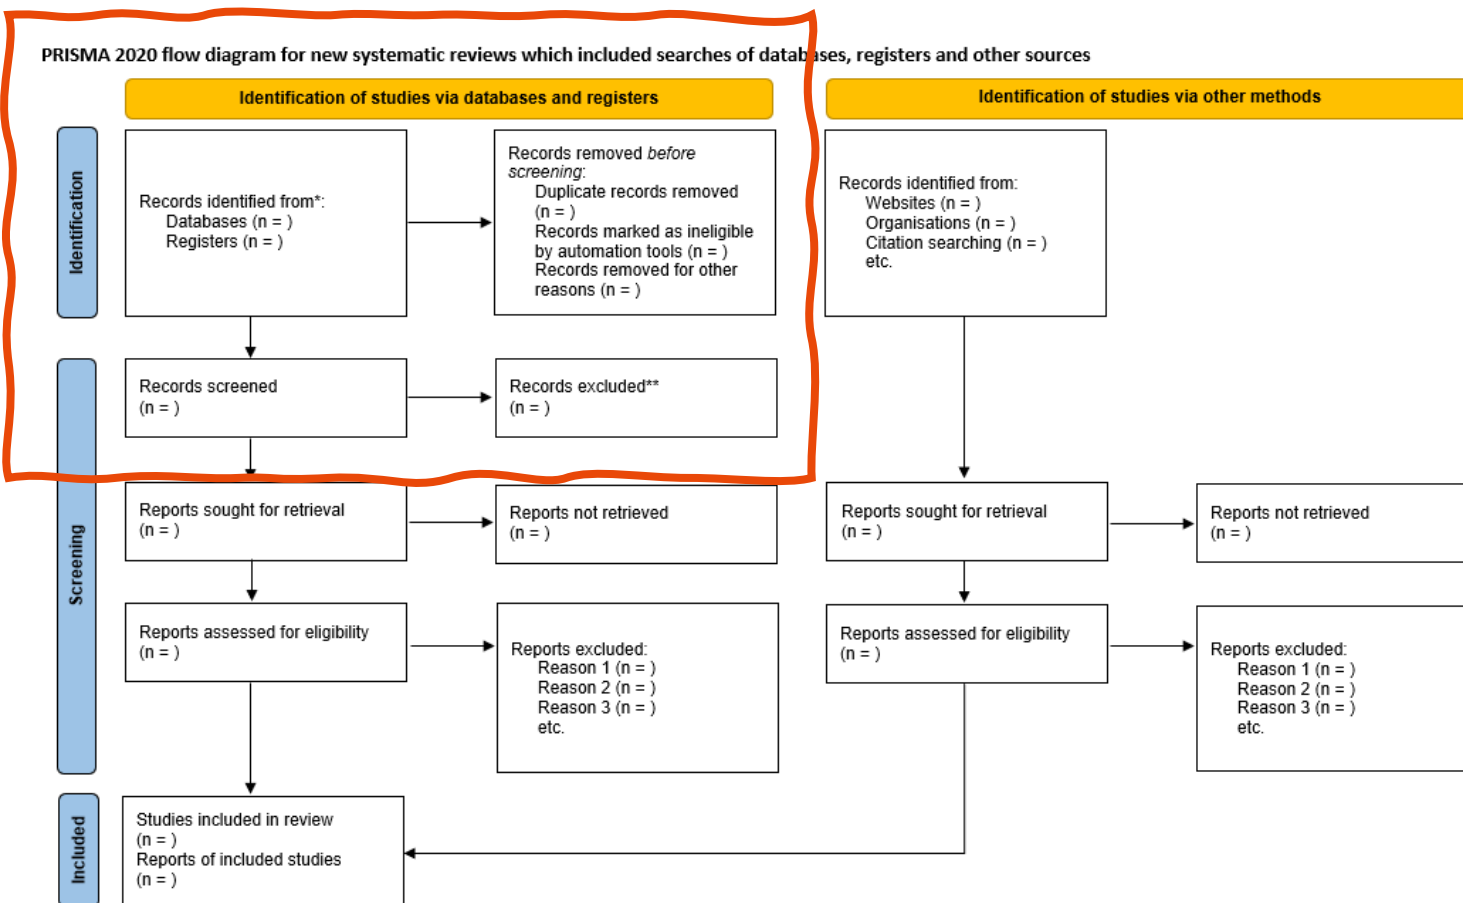 PRISMA 2020 flow diagram for new systematic reviews which included searches of databases, registers and other sources
Identification of studies via databases and registers
Identification of studies via other methods
Identification
Records identified from*:
Databases (n = )
Registers (n = )
Records removed before
screening:
Duplicate records removed
(n = )
Records marked as ineligible
by automation tools (n = )
Records removed for other
reasons (n = )
Records identified from:
Websites (n = )
Organisations (n = )
Citation searching (n = )
etc.
Screening
Records screened
(n = )
Records excluded**
(n = )
Reports sought for retrieval
(n = )
Reports not retrieved
(n = )
Reports sought for retrieval
(n = )
Reports not retrieved
(n = )
Reports assessed for eligibility
(n = )
Reports excluded:
Reason 1 (n = )
Reason 2 (n = )
Reason 3 (n = )
etc.
Reports assessed for eligibility
(n = )
Reports excluded:
Reason 1 (n = )
Reason 2 (n = )
Reason 3 (n = )
etc.
Included
Studies included in review
(n = )
Reports of included studies
(n = )